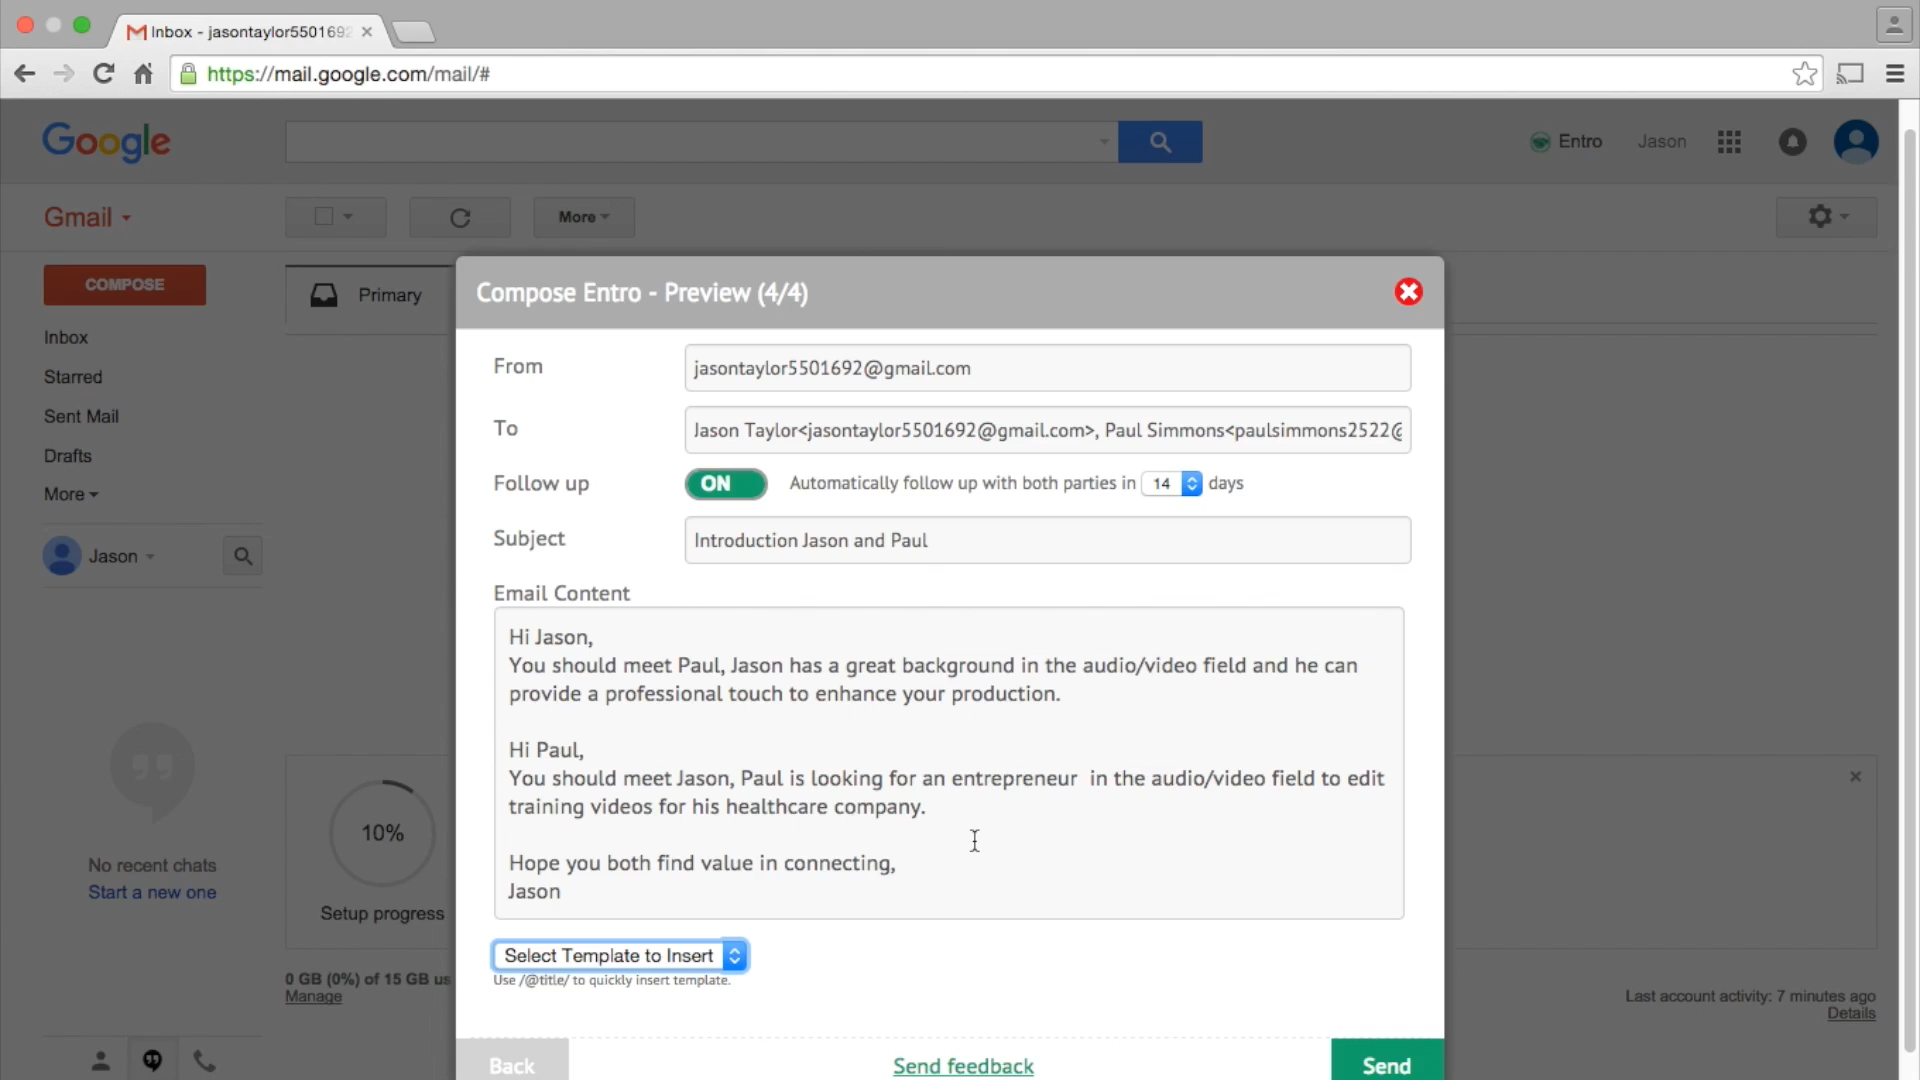 Inbox - jasontaylor5501692
https://mail.google.com/mail/#
Google
Entro
Jason
Gmail
More
COMPOSE
Primary
Inbox
Starred
Sent Mail
Drafts
More
Jason
No recent chats
Start a new one
10%
Setup progress
0 GB (0%) of 15 GB us
Manage
Last account activity: 7 minutes ago
Details
Compose Entro - Preview (4/4)
From
jasontaylor5501692@gmail.com
To
Jason Taylor<jasontaylor5501692@gmail.com>, Paul Simmons<paulsimmons2522@
Follow up
ON
Automatically follow up with both parties in 14 days
Subject
Introduction Jason and Paul
Email Content
Hi Jason,
You should meet Paul, Jason has a great background in the audio/video field and he can
provide a professional touch to enhance your production.
Hi Paul,
You should meet Jason, Paul is looking for an entrepreneur  in the audio/video field to edit
training videos for his healthcare company.
Hope you both find value in connecting,
Jason
Select Template to Insert
Use /@title/ to quickly insert template.
Back
Send feedback
Send